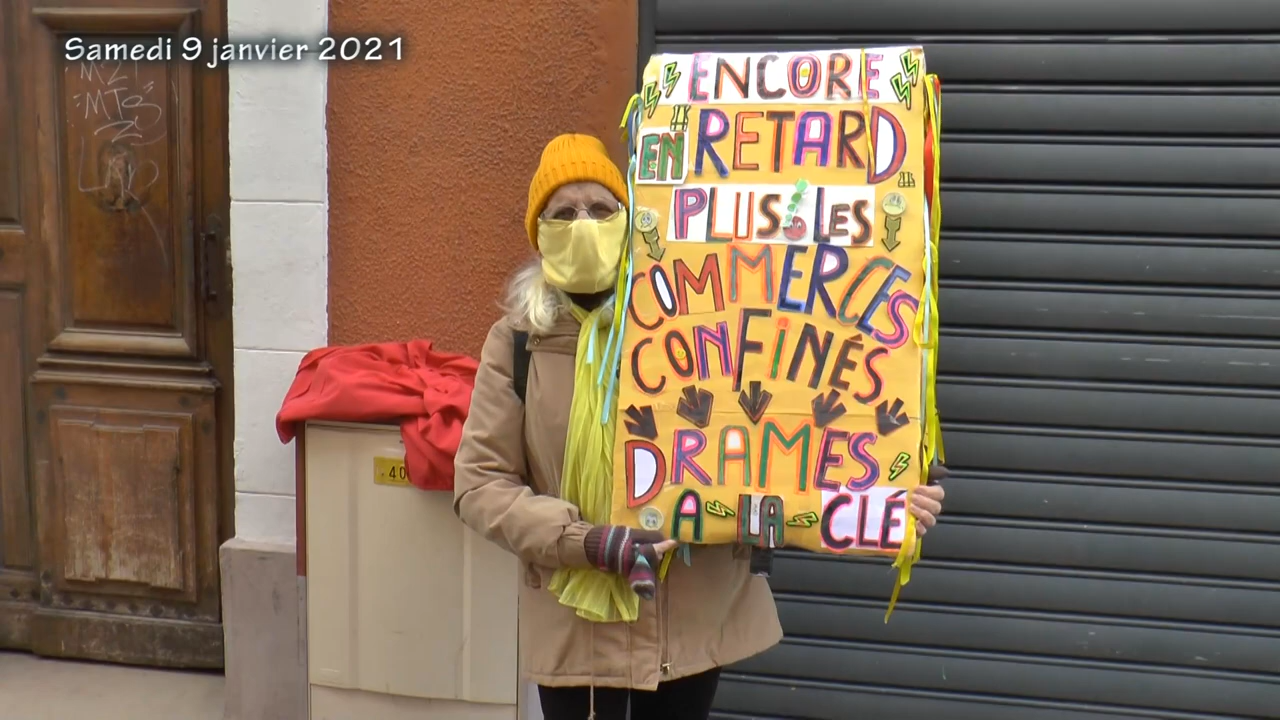 Samedi 9 janvier 2021
ENCORE
EN RETARD
PLUS LES
COMMERCES
CONFINÉS
DRAMES
A LA CLÉ
40